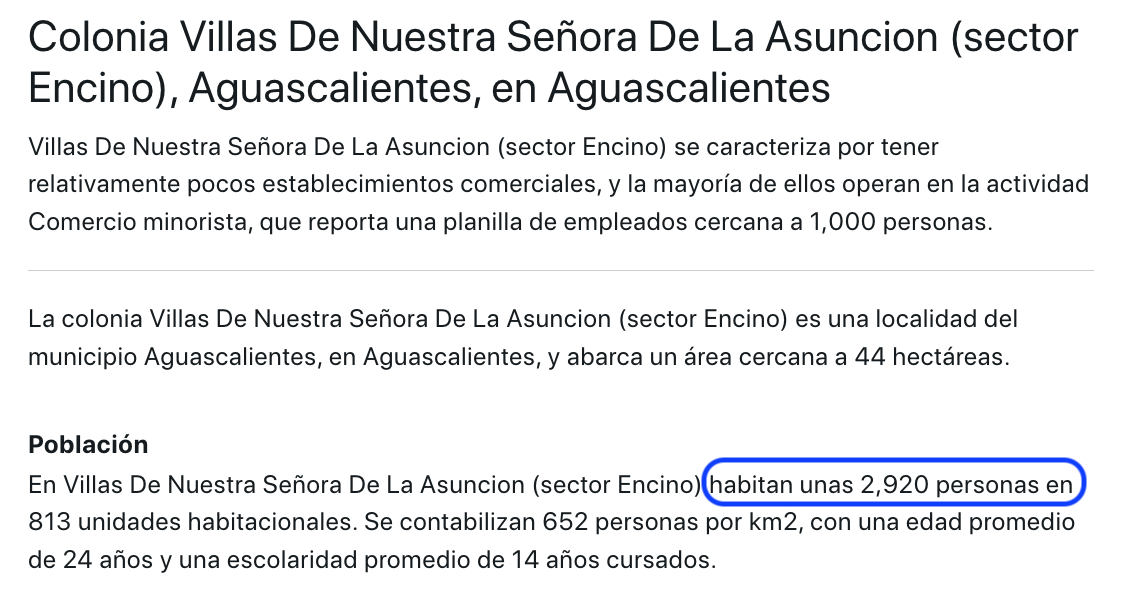 Colonia Villas De Nuestra Señora De La Asuncion (sector
Encino), Aguascalientes, en Aguascalientes
Villas De Nuestra Señora De La Asuncion (sector Encino) se caracteriza por tener
relativamente pocos establecimientos comerciales, y la mayoría de ellos operan en la actividad
Comercio minorista, que reporta una planilla de empleados cercana a 1,000 personas.
La colonia Villas De Nuestra Señora De La Asuncion (sector Encino) es una localidad del
municipio Aguascalientes, en Aguascalientes, y abarca un área cercana a 44 hectáreas.
Población
En Villas De Nuestra Señora De La Asuncion (sector Encino) habitan unas 2,920 personas en
813 unidades habitacionales. Se contabilizan 652 personas por km2, con una edad promedio
de 24 años y una escolaridad promedio de 14 años cursados.